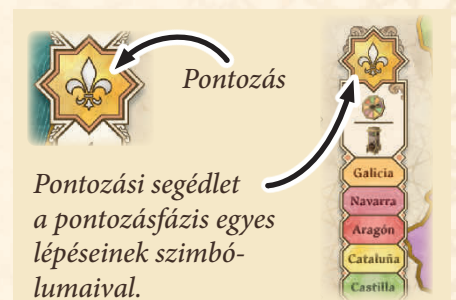 Pontozás
Pontozási segédlet
a pontozásfázis egyes
lépéseinek szimbó-
lumaival.
Galicia
Navarra
Aragón
Cataluña
Castilla